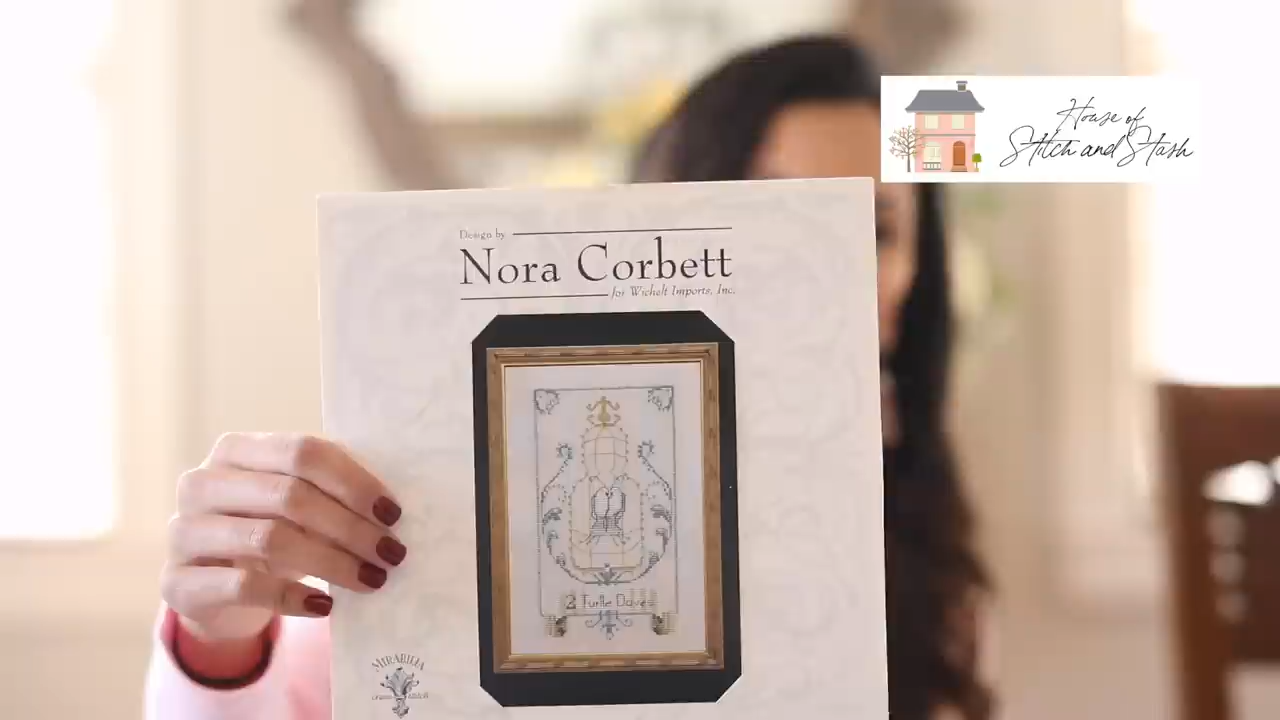 House of
Stitch and Stash
Design by
Nora Corbett
for Wichelt Imports, Inc.
2 Turtle Doves
MIRABILIA